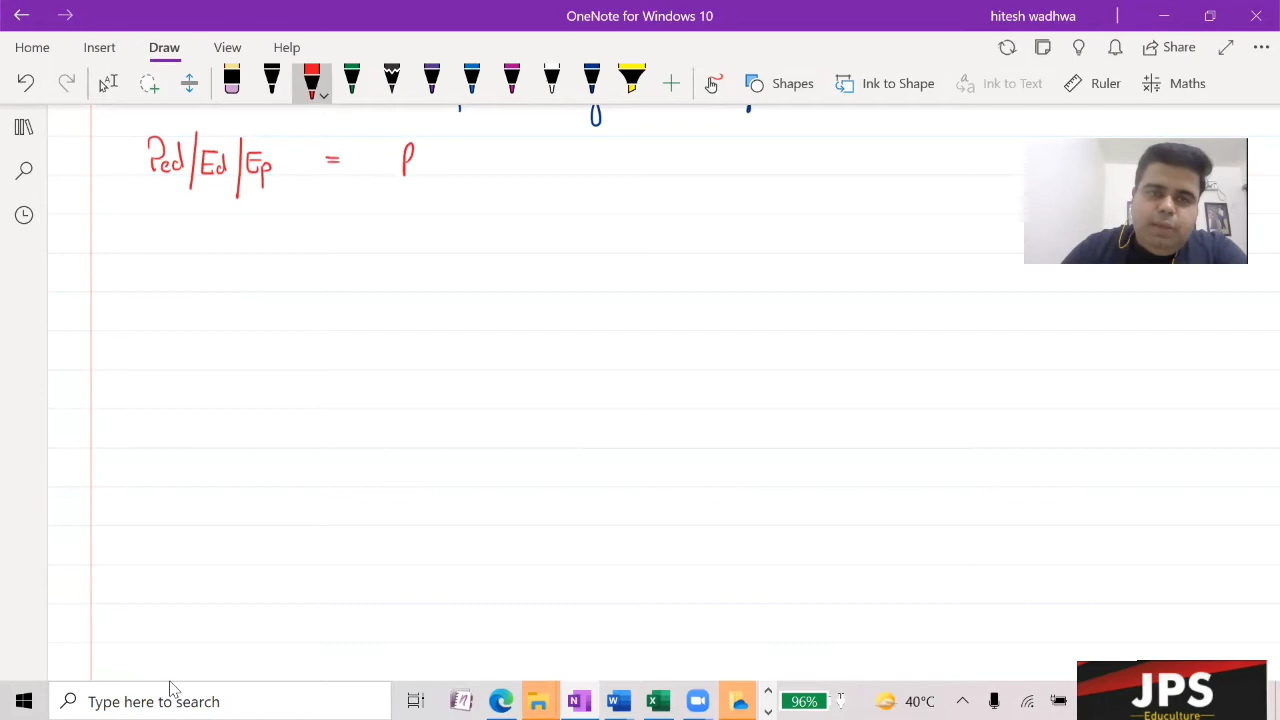 OneNote for Windows 10
hitesh wadhwa
Home Insert Draw View Help
Share
Shapes Ink to Shape Ink to Text Ruler Maths
Ped/Ed/Ep = P
Type here to search
96%
40°C
JPS
Educulture